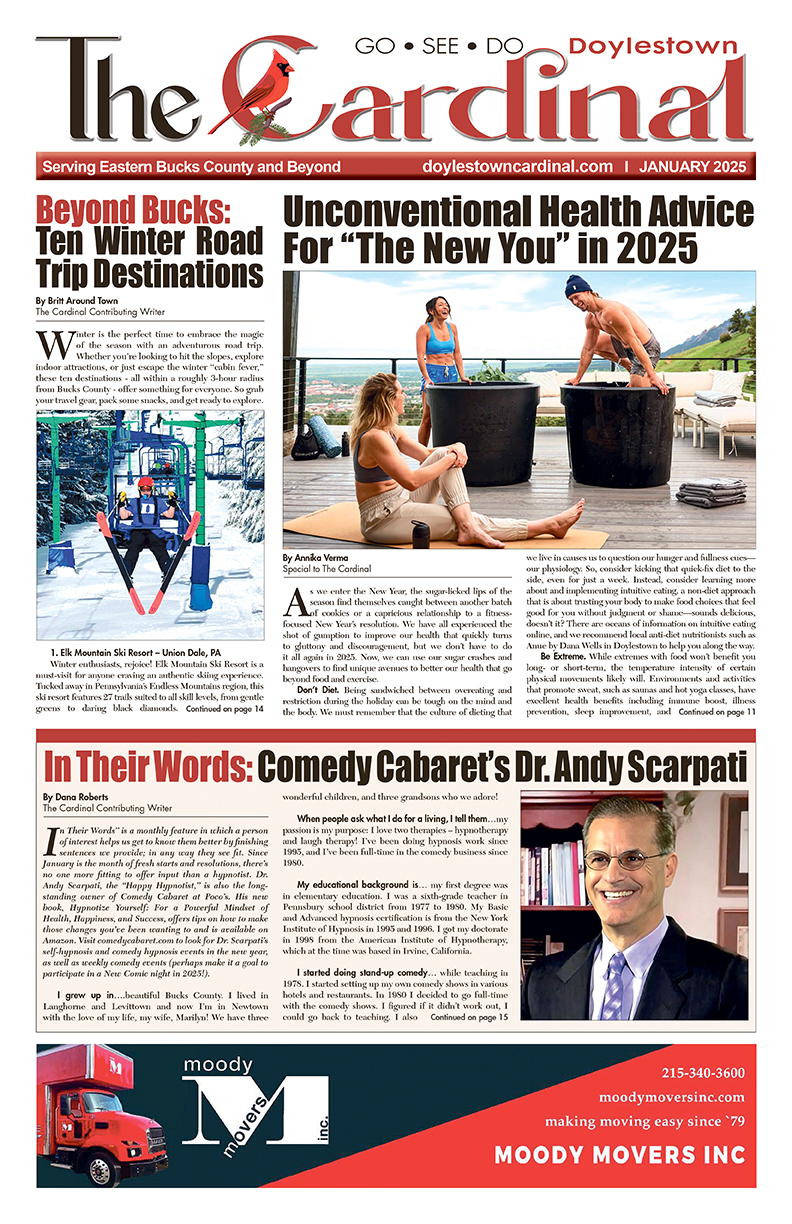 GO • SEE • DO Doylestown
The Cardinal
Serving Eastern Bucks County and Beyond doylestowncardinal.com | JANUARY 2025
Beyond Bucks:
Ten Winter Road
Trip Destinations
By Britt Around Town
The Cardinal Contributing Writer
Winter is the perfect time to embrace the magic
of the season with an adventurous road trip.
Whether you're looking to hit the slopes, explore
indoor attractions, or just escape the winter "cabin fever,"
these ten destinations - all within a roughly 3-hour radius
from Bucks County - offer something for everyone. So grab
your travel gear, pack some snacks, and get ready to explore.
1. Elk Mountain Ski Resort – Union Dale, PA
Winter enthusiasts, rejoice! Elk Mountain Ski Resort is a
must-visit for anyone craving an authentic skiing experience.
Tucked away in Pennsylvania's Endless Mountains region, this
ski resort features 27 trails suited to all skill levels, from gentle
greens to daring black diamonds. Continued on page 14
Unconventional Health Advice
For "The New You" in 2025
By Annika Verma
Special to The Cardinal
As we enter the New Year, the sugar-licked lips of the
season find themselves caught between another batch
of cookies or a capricious relationship to a fitness-
focused New Year's resolution. We have all experienced the
shot of gumption to improve our health that quickly turns
to gluttony and discouragement, but we don't have to do
it all again in 2025. Now, we can use our sugar crashes and
hangovers to find unique avenues to better our health that go
beyond food and exercise.
Don't Diet. Being sandwiched between overeating and
restriction during the holiday can be tough on the mind and
the body. We must remember that the culture of dieting that
we live in causes us to question our hunger and fullness cues—
our physiology. So, consider kicking that quick-fix diet to the
side, even for just a week. Instead, consider learning more
about and implementing intuitive eating, a non-diet approach
that is about trusting your body to make food choices that feel
good for you without judgment or shame—sounds delicious,
doesn't it? There are oceans of information on intuitive eating
online, and we recommend local anti-diet nutritionists such as
Anue by Dana Wells in Doylestown to help you along the way.
Be Extreme. While extremes with food won't benefit you
long- or short-term, the temperature intensity of certain
physical movements likely will. Environments and activities
that promote sweat, such as saunas and hot yoga classes, have
excellent health benefits including immune boost, illness
prevention, sleep improvement, and Continued on page 11
In Their Words: Comedy Cabaret's Dr. Andy Scarpati
By Dana Roberts
The Cardinal Contributing Writer
In Their Words" is a monthly feature in which a person
of interest helps us get to know them better by finishing
sentences we provide; in any way they see fit. Since
January is the month of fresh starts and resolutions, there's
no one more fitting to offer input than a hypnotist. Dr.
Andy Scarpati, the "Happy Hypnotist," is also the long-
standing owner of Comedy Cabaret at Poco's. His new
book, Hypnotize Yourself: For a Powerful Mindset of
Health, Happiness, and Success, offers tips on how to make
those changes you've been wanting to and is available on
Amazon. Visit comedycabaret.com to look for Dr. Scarpati's
self-hypnosis and comedy hypnosis events in the new year,
as well as weekly comedy events (perhaps make it a goal to
participate in a New Comic night in 2025!).
I grew up in....beautiful Bucks County. I lived in
Langhorne and Levittown and now I'm in Newtown
with the love of my life, my wife, Marilyn! We have three
wonderful children, and three grandsons who we adore!
When people ask what I do for a living, I tell them…my
passion is my purpose: I love two therapies – hypnotherapy
and laugh therapy! I've been doing hypnosis work since
1995, and I've been full-time in the comedy business since
1980.
My educational background is… my first degree was
in elementary education. I was a sixth-grade teacher in
Pennsbury school district from 1977 to 1980. My Basic
and Advanced hypnosis certification is from the New York
Institute of Hypnosis in 1995 and 1996. I got my doctorate
in 1998 from the American Institute of Hypnotherapy,
which at the time was based in Irvine, California.
I started doing stand-up comedy… while teaching in
1978. I started setting up my own comedy shows in various
hotels and restaurants. In 1980 I decided to go full-time
with the comedy shows. I figured if it didn't work out, I
could go back to teaching. I also Continued on page 15
moody
M
movers
inc.
215-340-3600
moodymoversinc.com
making moving easy since `79
MOODY MOVERS INC